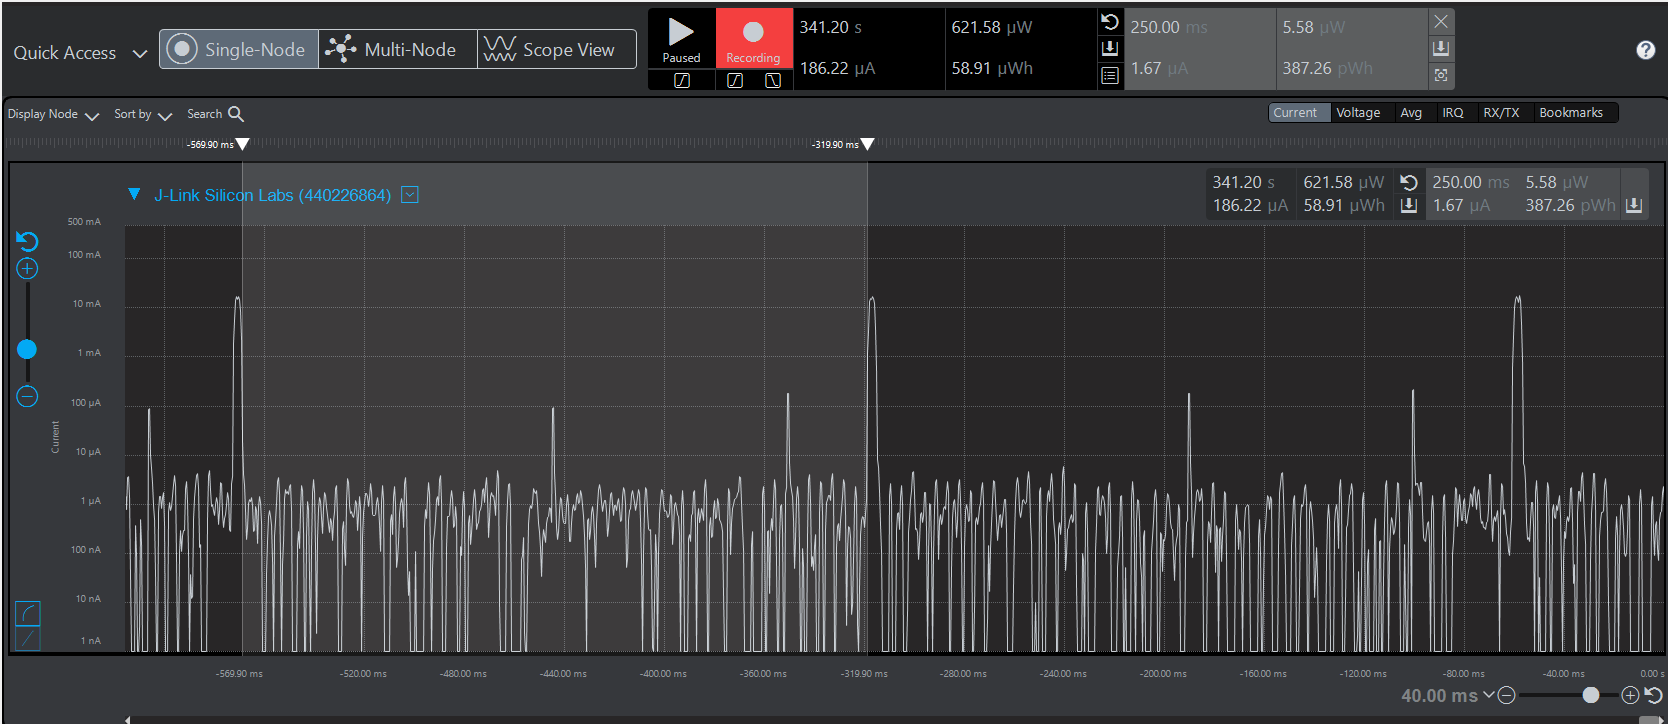 Quick Access
Single-Node
Multi-Node
Scope View
Paused
Recording
341.20 s
621.58 µW
186.22 µA
58.91 µWh
250.00 ms
5.58 µW
1.67 µA
387.26 pWh
?
Display Node
Sort by
Search
Current
Voltage
Avg
IRQ
RX/TX
Bookmarks
-569.90 ms
-319.90 ms
J-Link Silicon Labs (440226864)
341.20 s
621.58 µW
250.00 ms
5.58 µW
186.22 µA
58.91 µWh
1.67 µA
387.26 pWh
500 mA
100 mA
10 mA
1 mA
100 µA
10 µA
1 µA
100 nA
10 nA
1 nA
Current
-569.90 ms
-520.00 ms
-480.00 ms
-440.00 ms
-400.00 ms
-360.00 ms
-319.90 ms
-280.00 ms
-240.00 ms
-200.00 ms
-160.00 ms
-120.00 ms
-80.00 ms
-40.00 ms
0.00 s
40.00 ms